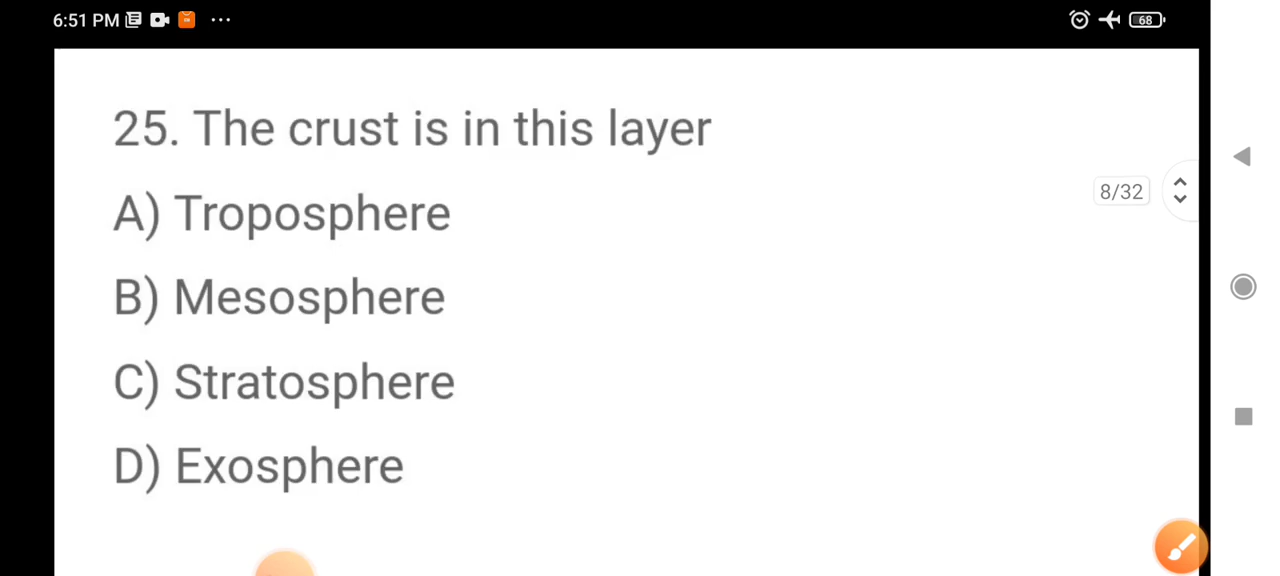 6:51 PM ...
68
25. The crust is in this layer
8/32
A) Troposphere
B) Mesosphere
C) Stratosphere
D) Exosphere